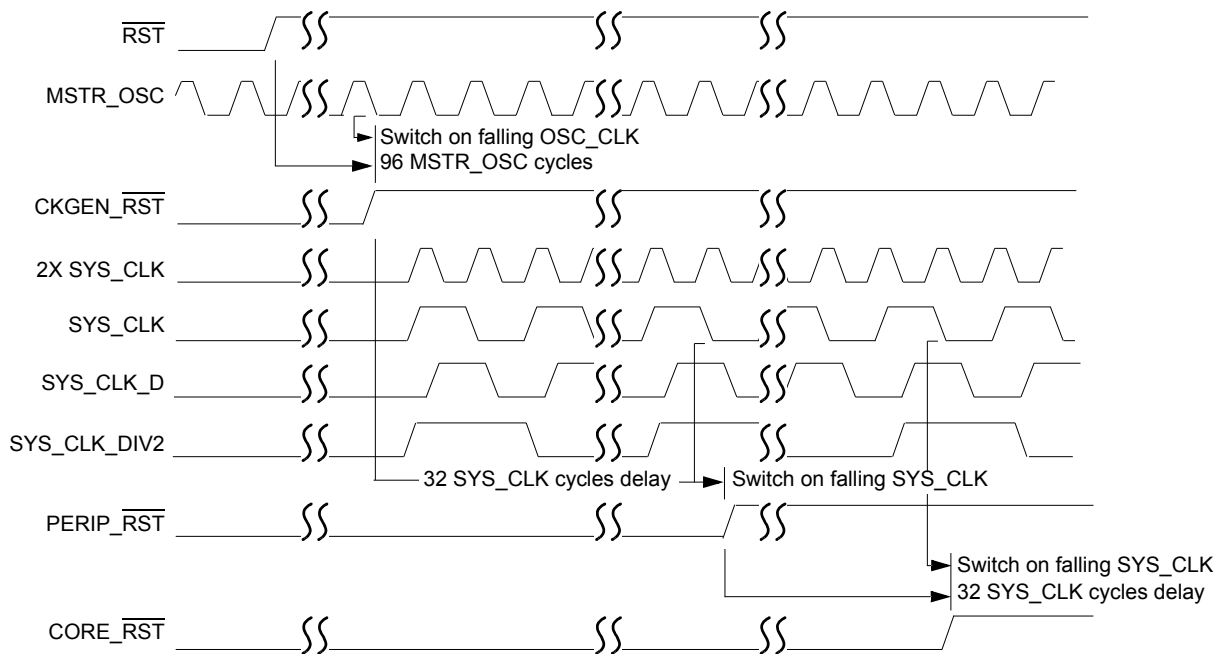 RST
MSTR_OSC
Switch on falling OSC_CLK
96 MSTR_OSC cycles
CKGEN_RST
2X SYS_CLK
SYS_CLK
SYS_CLK_D
SYS_CLK_DIV2
32 SYS_CLK cycles delay
Switch on falling SYS_CLK
PERIP_RST
Switch on falling SYS_CLK
32 SYS_CLK cycles delay
CORE_RST